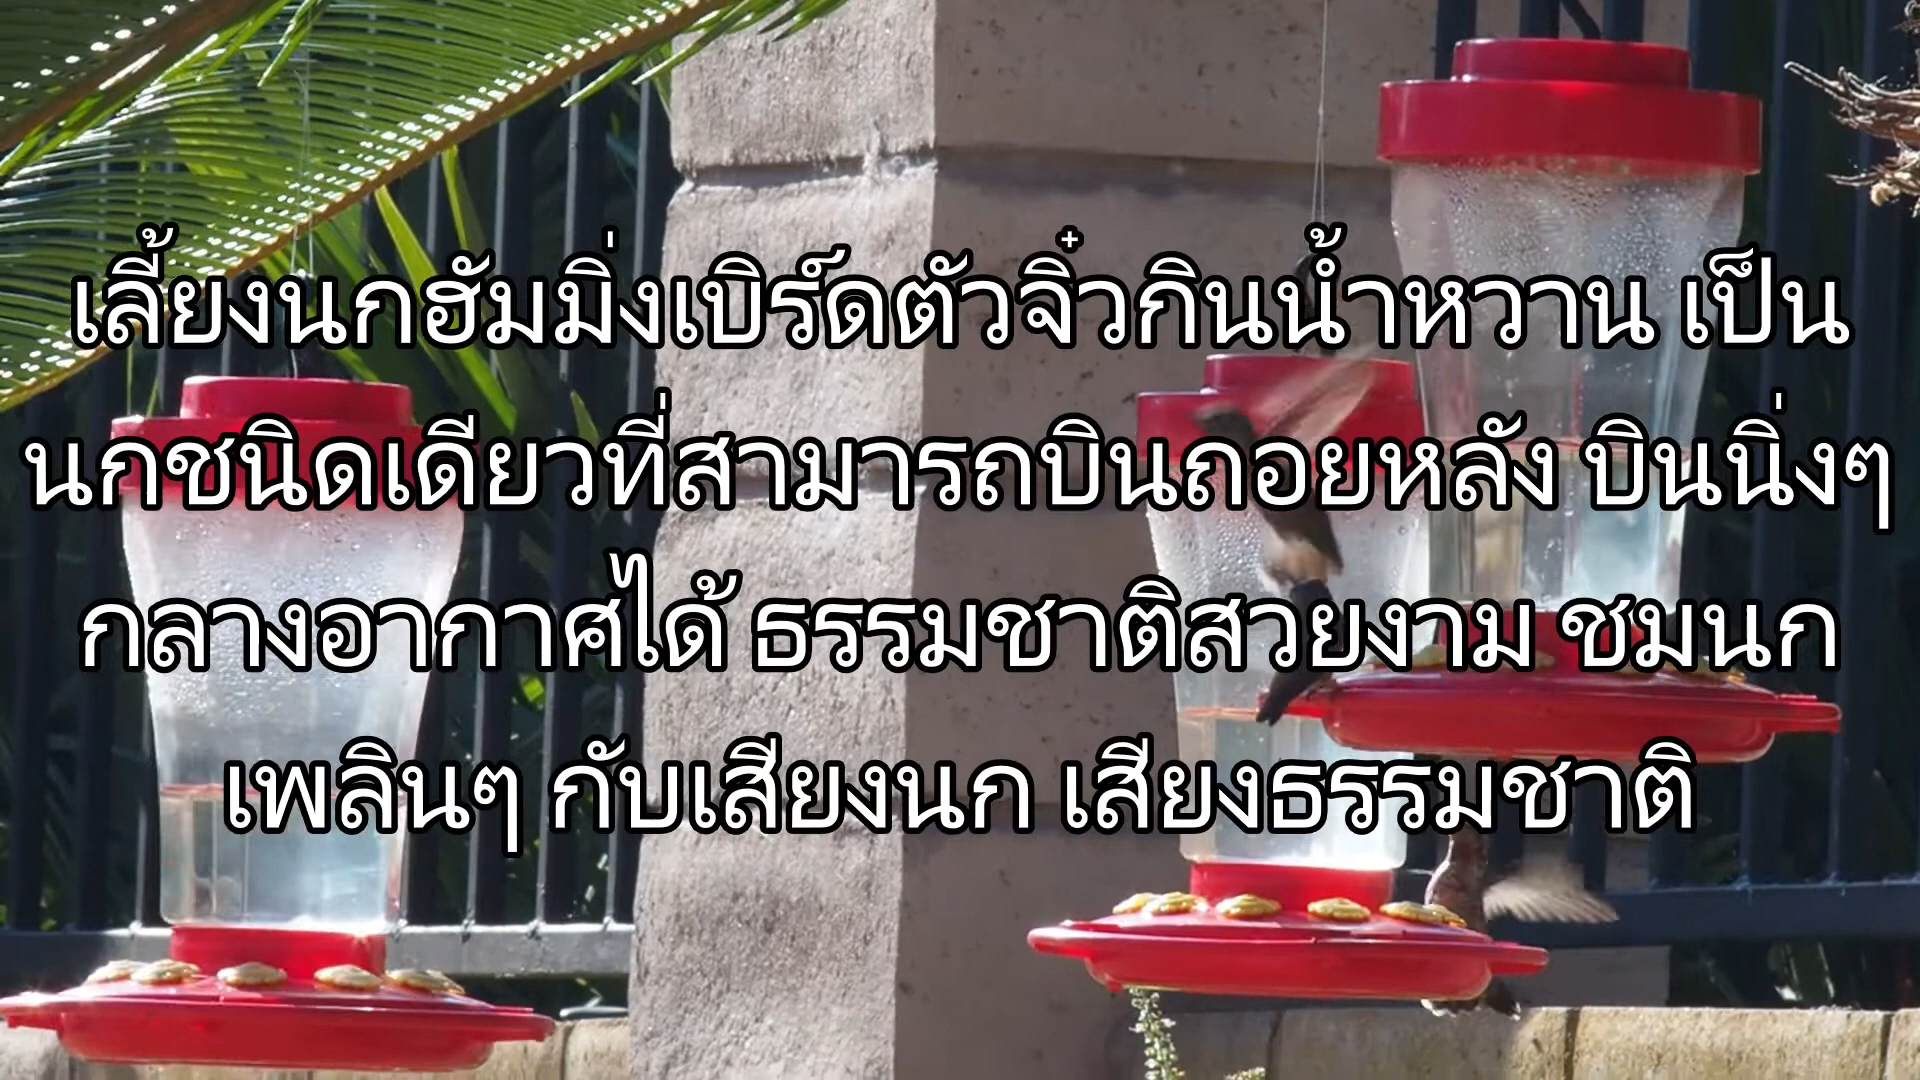 เลี้ยงนกฮัมมิ่งเบิร์ดตัวจิ๋วกินน้ำหวาน เป็น
นกชนิดเดียวที่สามารถบินถอยหลัง บินนิ่งๆ
กลางอากาศได้ ธรรมชาติสวยงาม ชมนก
เพลินๆ กับเสียงนก เสียงธรรมชาติ